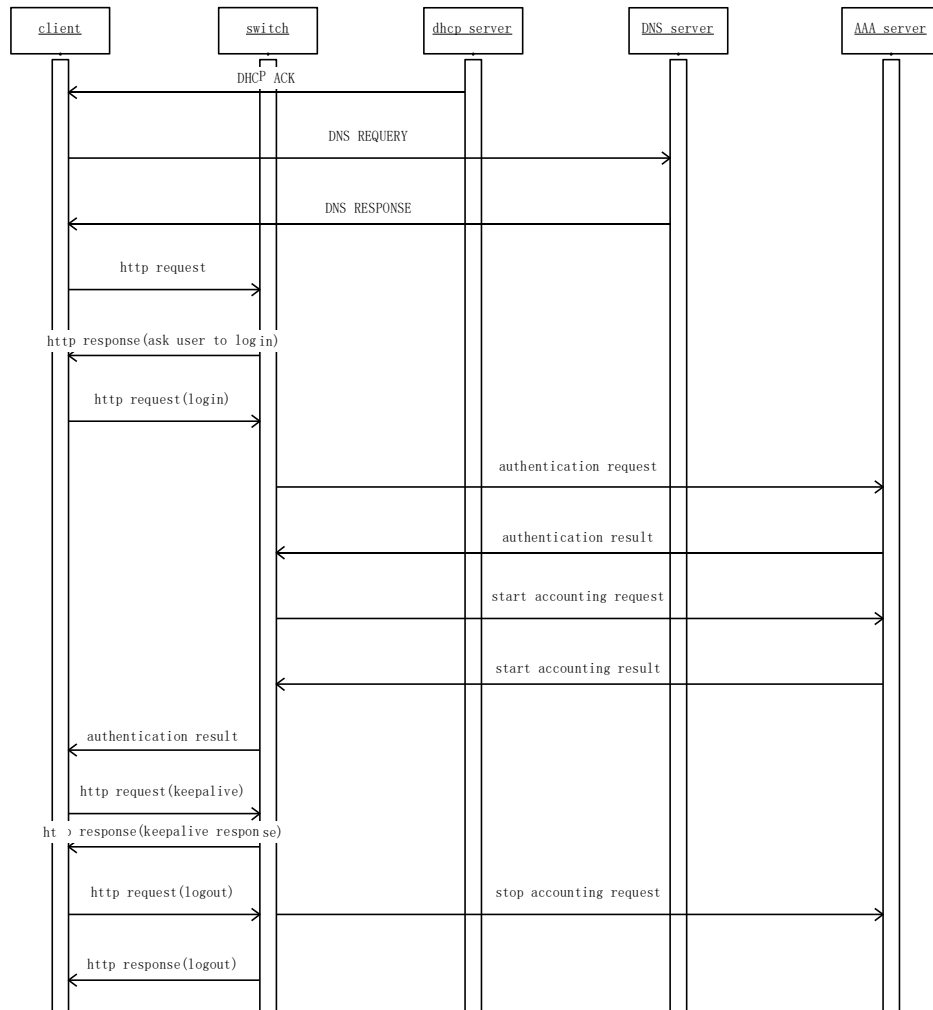 client
switch
dhcp server
DNS server
AAA server
DHCP ACK
DNS REQUERY
DNS RESPONSE
http request
http response(ask user to login)
http request(login)
authentication request
authentication result
start accounting request
start accounting result
authentication result
http request(keepalive)
http response(keepalive response)
http request(logout)
stop accounting request
http response(logout)